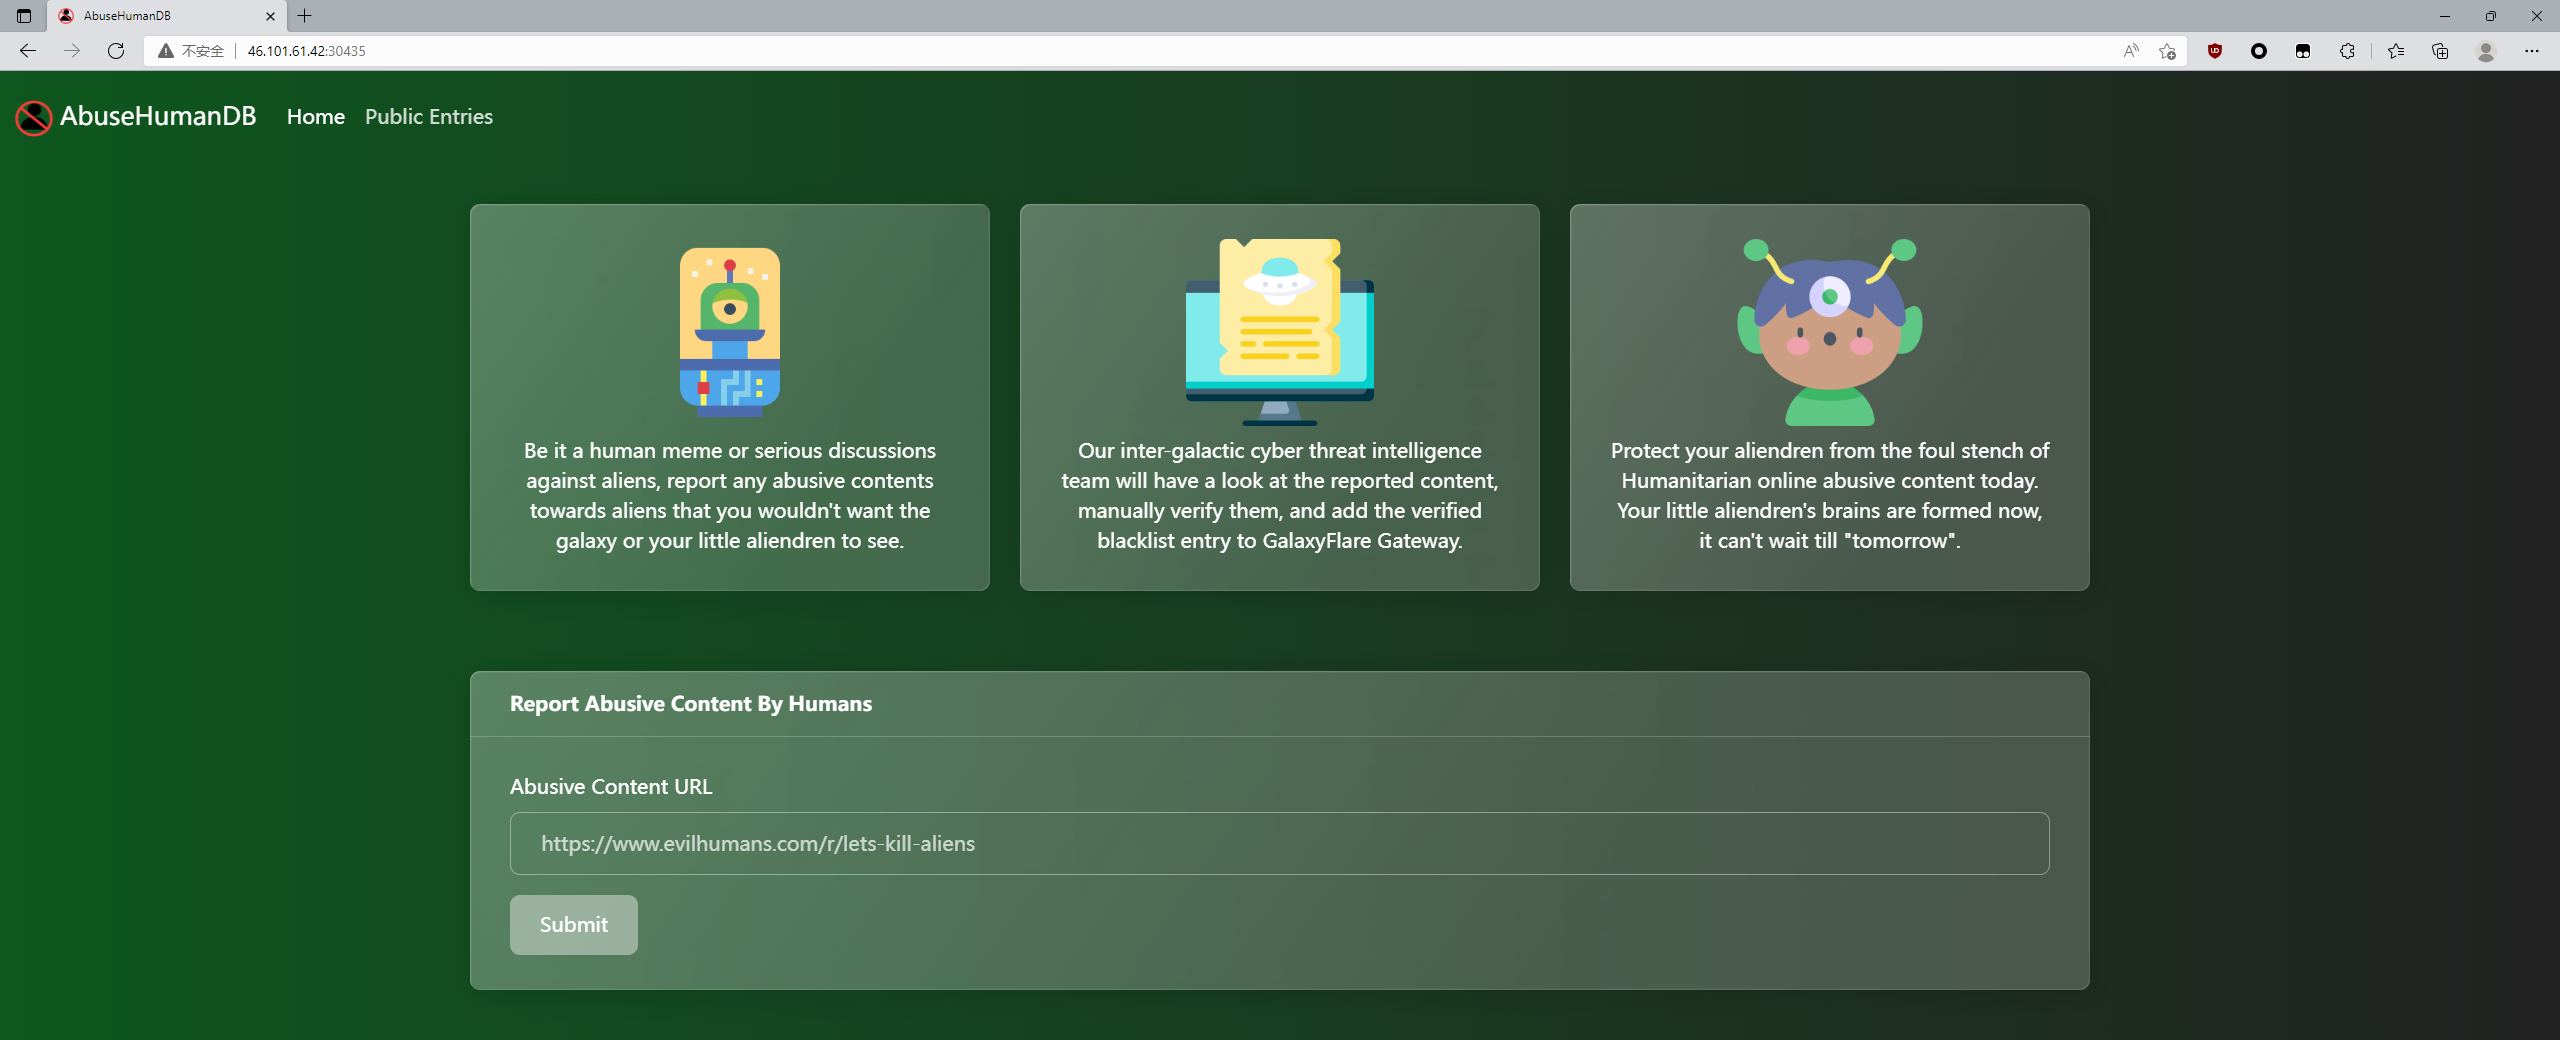 AbuseHumanDB
不安全 46.101.61.42:30435
AbuseHumanDB Home Public Entries
Be it a human meme or serious discussions
against aliens, report any abusive contents
towards aliens that you wouldn't want the
galaxy or your little aliendren to see.
Our inter-galactic cyber threat intelligence
team will have a look at the reported content,
manually verify them, and add the verified
blacklist entry to GalaxyFlare Gateway.
Protect your aliendren from the foul stench of
Humanitarian online abusive content today.
Your little aliendren's brains are formed now,
it can't wait till "tomorrow".
Report Abusive Content By Humans
Abusive Content URL
https://www.evilhumans.com/r/lets-kill-aliens
Submit